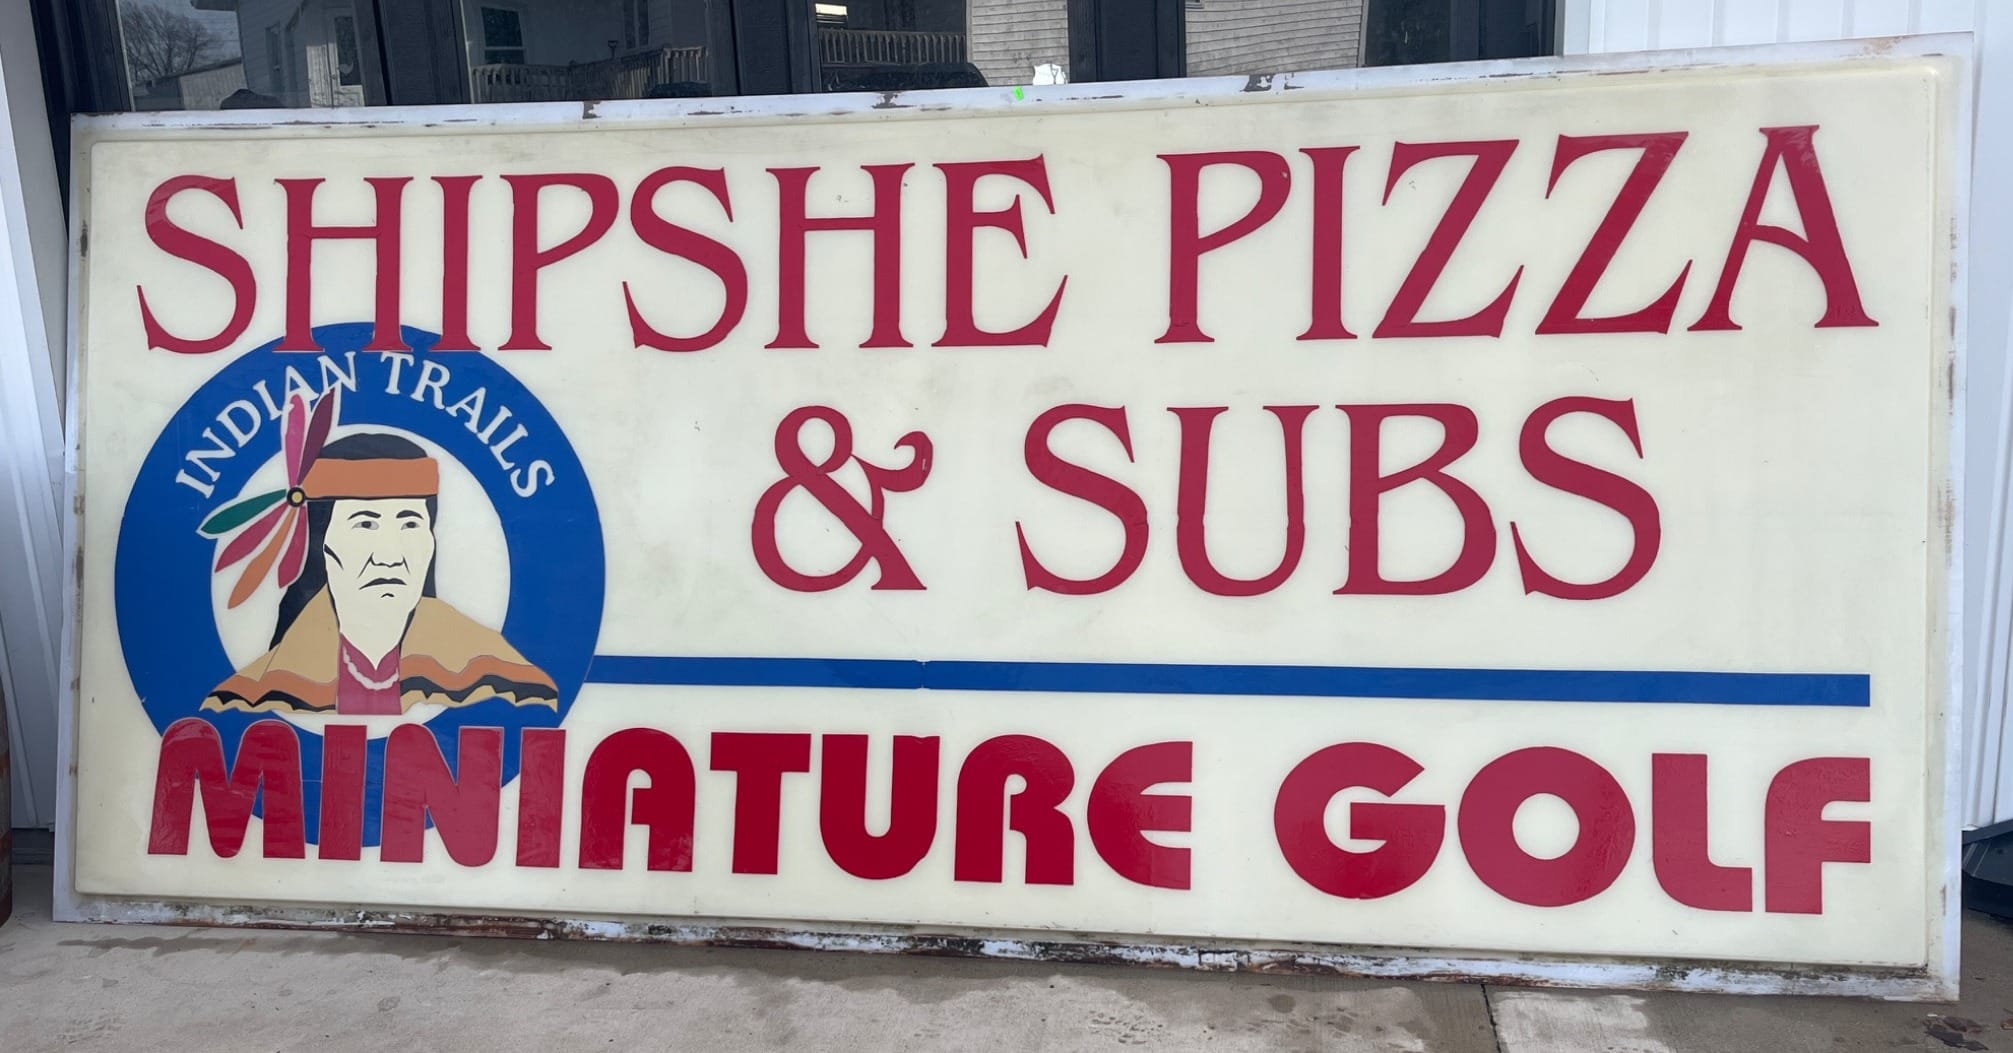 SHIPSHE PIZZA
& SUBS
INDIAN TRAILS
MINIATURE GOLF